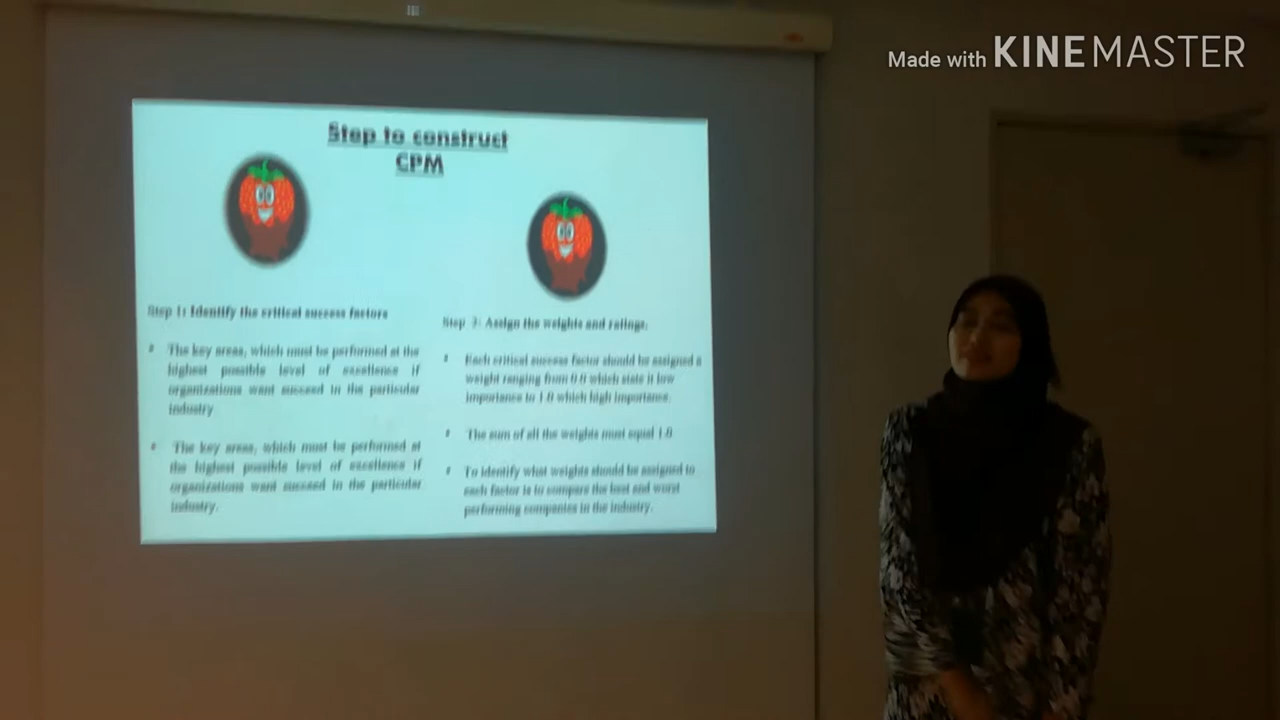 Made with KINEMASTER
Step to construct
CPM
Step 1: Identify the critical success factors
The key areas, which must be performed at the
highest possible level of excellence if
organizations want succeed in the particular
industry
The key areas, which must be performed at
the highest possible level of excellence if
organizations want succeed in the particular
industry.
Step 2: Assign the weights and ratings.
Each critical success factor should be assigned a
weight ranging from 0.0 which state it low
importance to 1.0 which high importance.
The sum of all the weights must equal 1.0
To identify what weights should be assigned to
each factor is to compare the best and worst
performing companies in the industry.